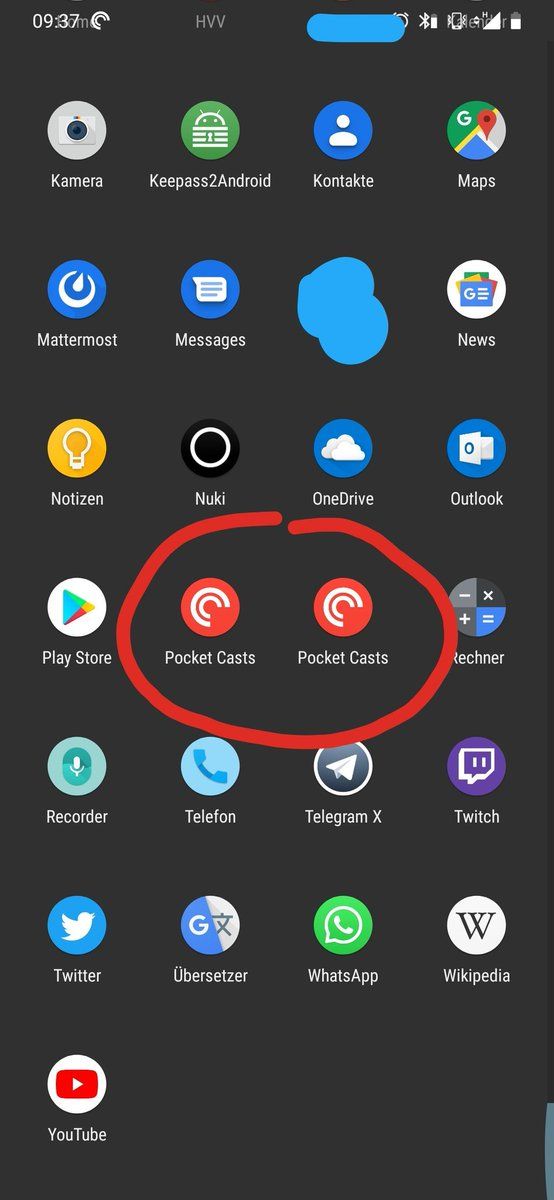 09:37
HVV
Kamera Keepass2Android Kontakte Maps
Mattermost Messages News
Notizen Nuki OneDrive Outlook
Play Store Pocket Casts Pocket Casts Rechner
Recorder Telefon Telegram X Twitch
Twitter Übersetzer WhatsApp Wikipedia
YouTube